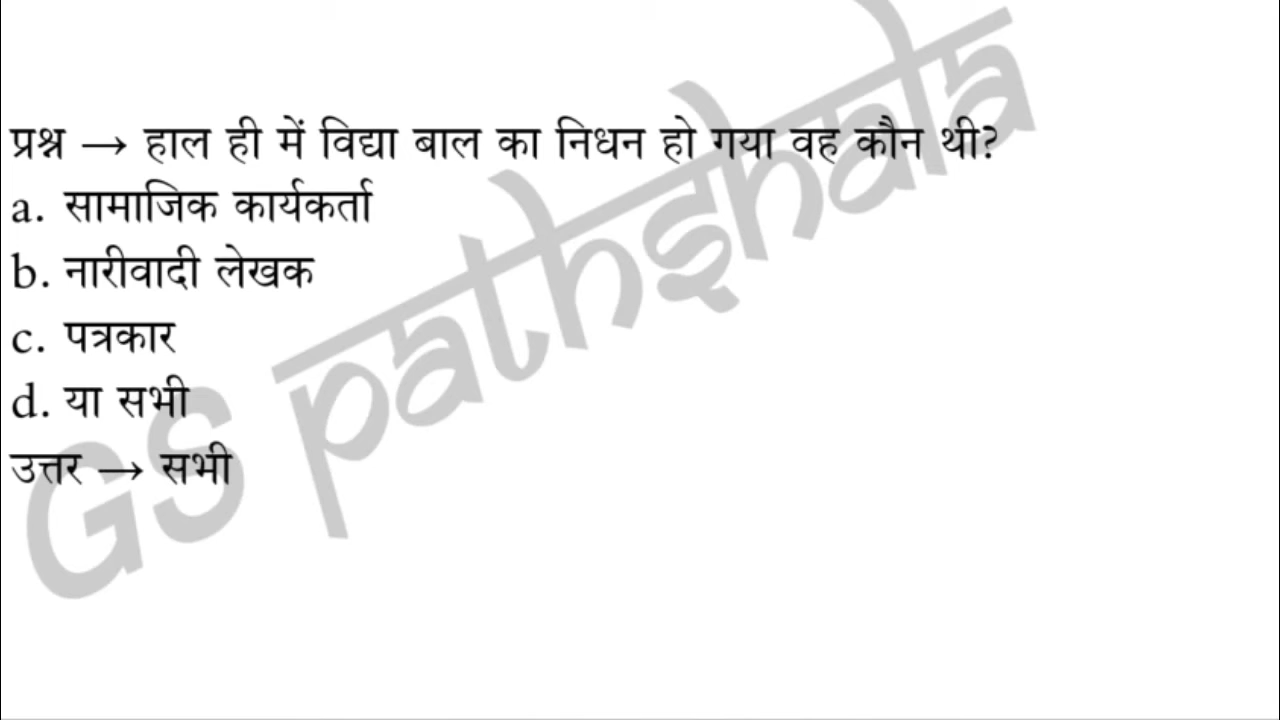 प्रश्न → हाल ही में विद्या बाल का निधन हो गया वह कौन थी?
a. सामाजिक कार्यकर्ता
b. नारीवादी लेखक
c. पत्रकार
d. या सभी
उत्तर → सभी
GS pathshala